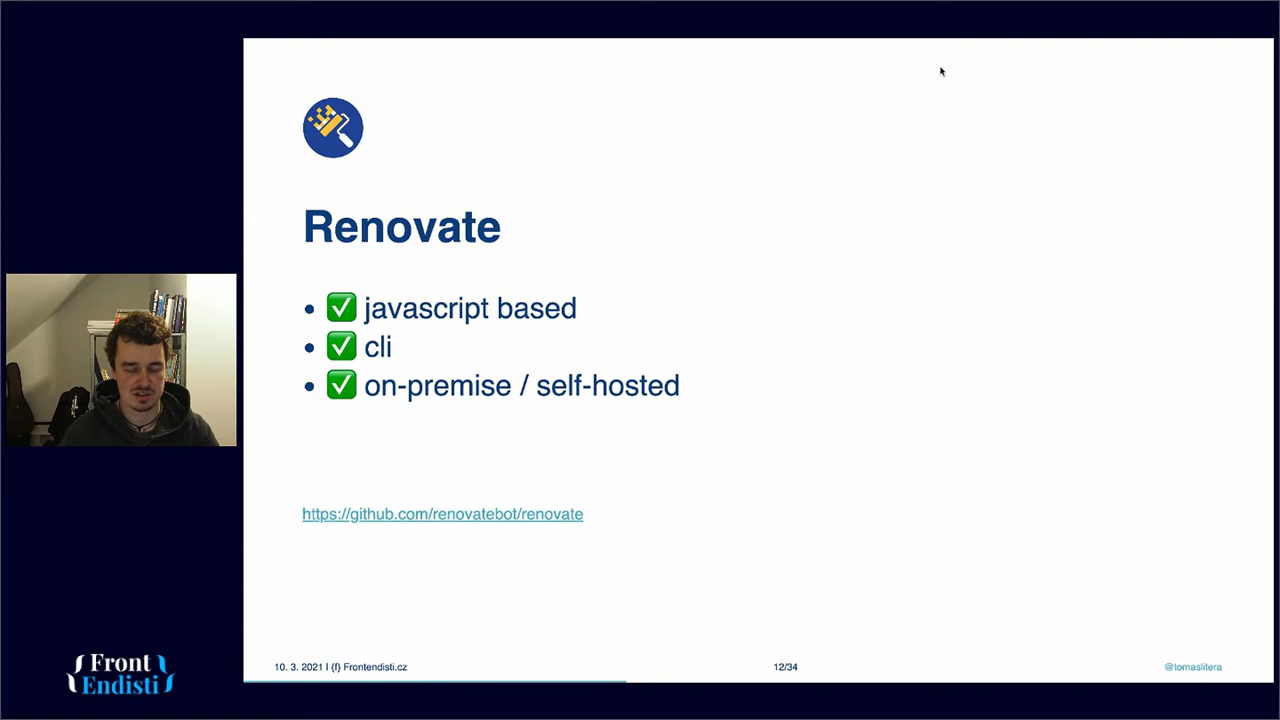 Renovate
• ✅ javascript based
• ✅ cli
• ✅ on-premise / self-hosted
https://github.com/renovatebot/renovate
10. 3. 2021 | {f} Frontendisti.cz
12/34
@tomaslitera
{Front
Endisti}